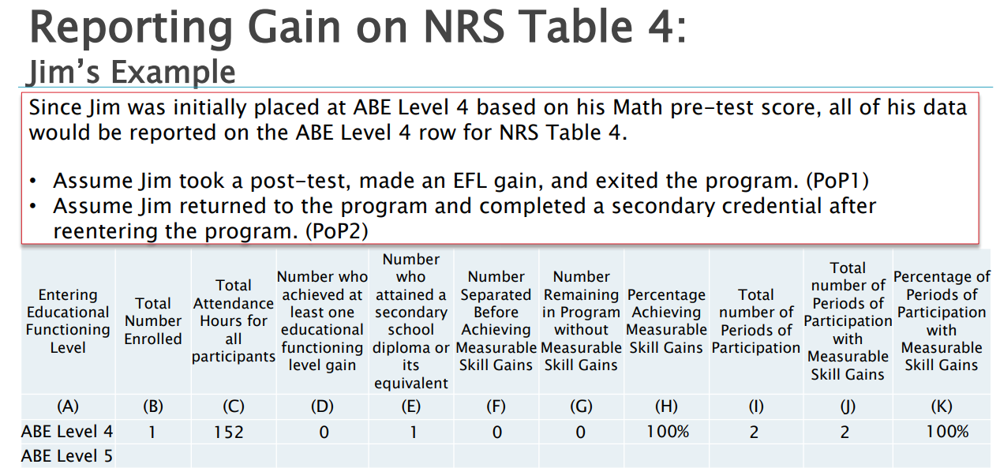 Reporting Gain on NRS Table 4:
Jim's Example
Since Jim was initially placed at ABE Level 4 based on his Math pre-test score, all of his data
would be reported on the ABE Level 4 row for NRS Table 4.
• Assume Jim took a post-test, made an EFL gain, and exited the program. (PoP1)
• Assume Jim returned to the program and completed a secondary credential after
reentering the program. (PoP2)
Entering
Educational
Functioning
Level
Total
Number
Enrolled
Total
Attendance
Hours for
all
participants
Number who
achieved at
least one
educational
functioning
level gain
Number
who
attained a
secondary
school
diploma or
its
equivalent
Number
Separated
Before
Achieving
Measurable
Skill Gains
Number
Remaining
in Program
without
Measurable
Skill Gains
Percentage
Achieving
Measurable
Skill Gains
Total
number of
Periods of
Participation
Total
number of
Periods of
Participation
with
Measurable
Skill Gains
Percentage of
Periods of
Participation
with
Measurable
Skill Gains
(A) (B) (C) (D) (E) (F) (G) (H) (I) (J) (K)
ABE Level 4 1 152 0 1 0 0 100% 2 2 100%
ABE Level 5